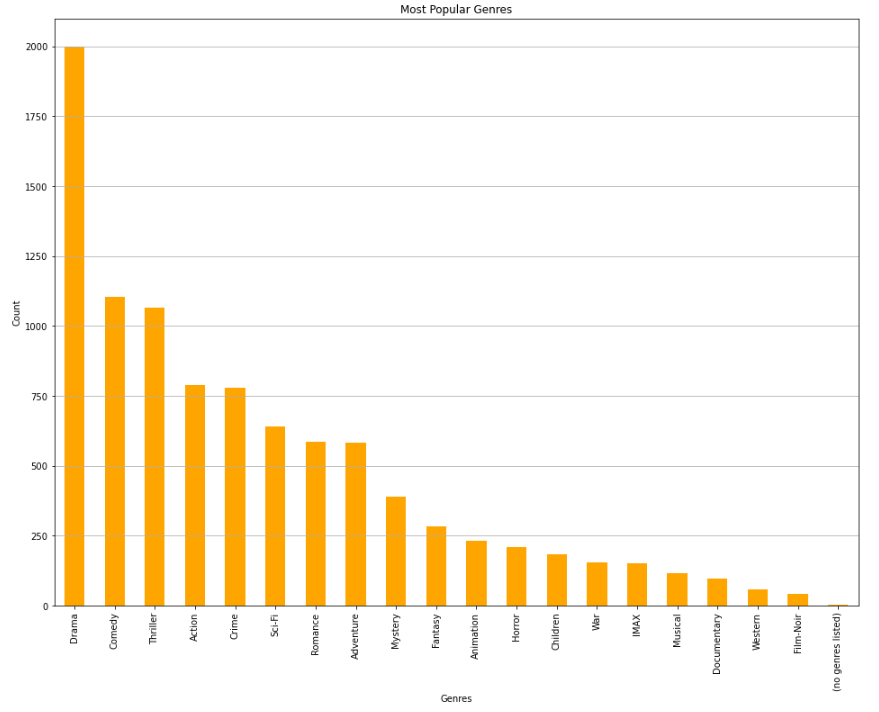 Most Popular Genres
Count
2000
1750
1500
1250
1000
750
500
250
0
Drama
Comedy
Thriller
Action
Crime
Sci-Fi
Romance
Adventure
Mystery
Fantasy
Animation
Horror
Children
War
IMAX
Musical
Documentary
Western
Film-Noir
(no genres listed)
Genres